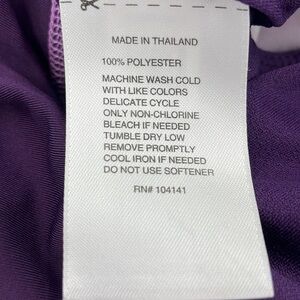 MADE IN THAILAND
100% POLYESTER
MACHINE WASH COLD
WITH LIKE COLORS
DELICATE CYCLE
ONLY NON-CHLORINE
BLEACH IF NEEDED
TUMBLE DRY LOW
REMOVE PROMPTLY
COOL IRON IF NEEDED
DO NOT USE SOFTENER
RN# 104141